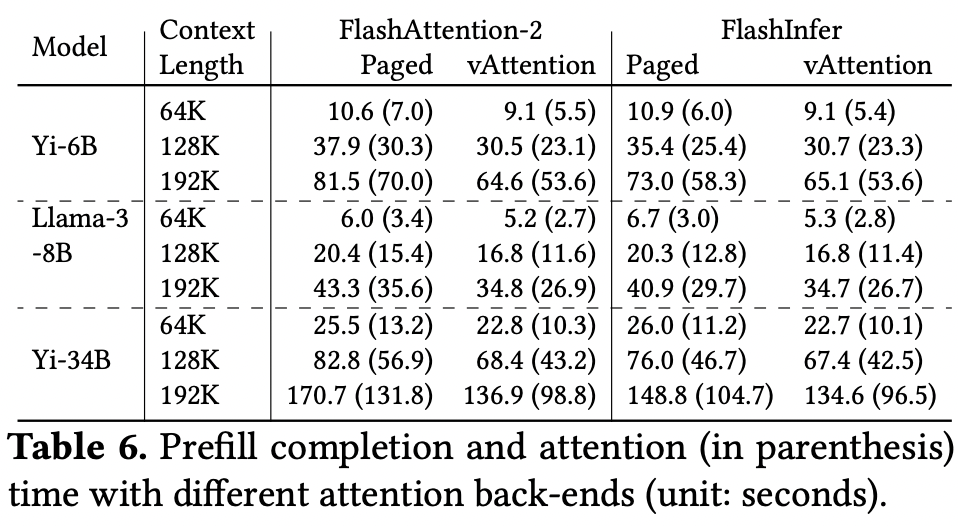 Model Context Length FlashAttention-2 FlashInfer
Paged vAttention Paged vAttention
Yi-6B 64K 10.6 (7.0) 9.1 (5.5) 10.9 (6.0) 9.1 (5.4)
128K 37.9 (30.3) 30.5 (23.1) 35.4 (25.4) 30.7 (23.3)
192K 81.5 (70.0) 64.6 (53.6) 73.0 (58.3) 65.1 (53.6)
Llama-3-8B 64K 6.0 (3.4) 5.2 (2.7) 6.7 (3.0) 5.3 (2.8)
128K 20.4 (15.4) 16.8 (11.6) 20.3 (12.8) 16.8 (11.4)
192K 43.3 (35.6) 34.8 (26.9) 40.9 (29.7) 34.7 (26.7)
Yi-34B 64K 25.5 (13.2) 22.8 (10.3) 26.0 (11.2) 22.7 (10.1)
128K 82.8 (56.9) 68.4 (43.2) 76.0 (46.7) 67.4 (42.5)
192K 170.7 (131.8) 136.9 (98.8) 148.8 (104.7) 134.6 (96.5)
Table 6. Prefill completion and attention (in parenthesis)
time with different attention back-ends (unit: seconds).